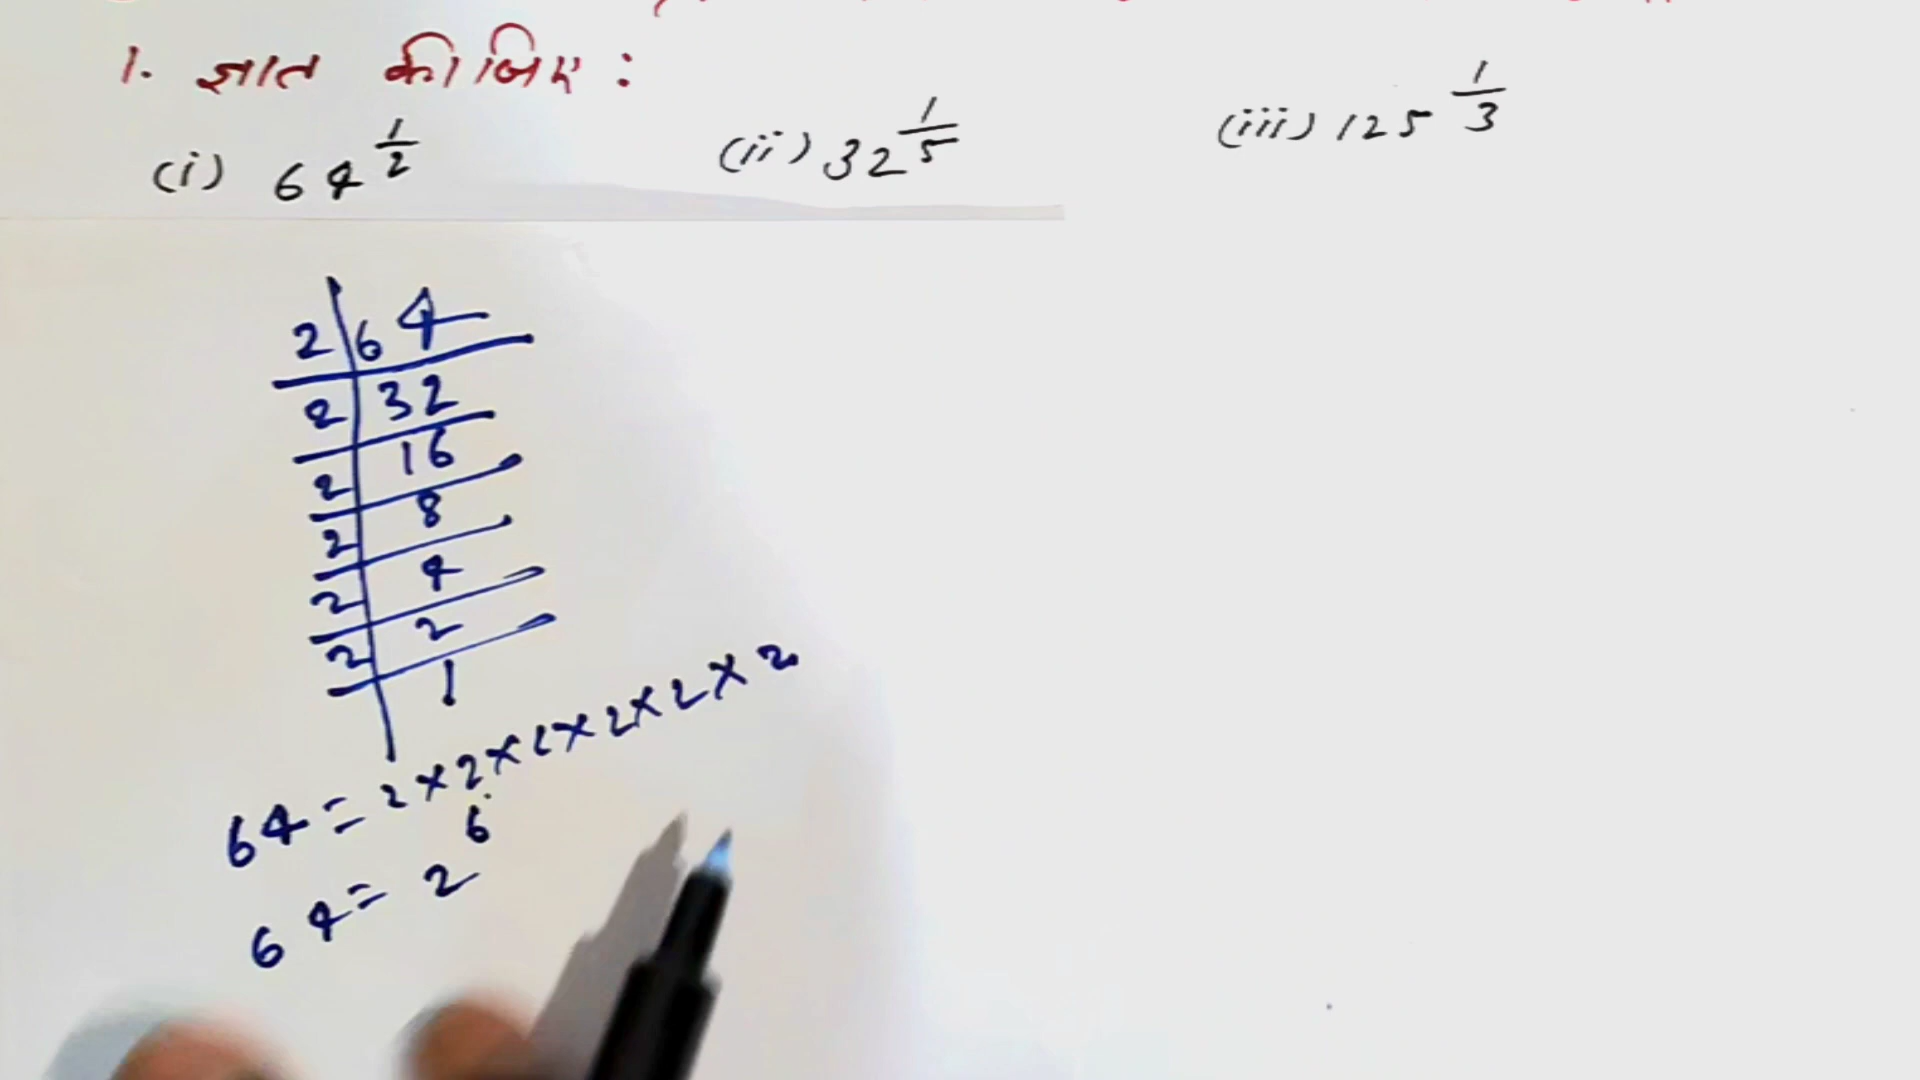 1. ज्ञात कीजिए :
(i) 64^1/2 (ii) 32^1/5 (iii) 125^1/3
2 | 64
2 | 32
2 | 16
2 | 8
2 | 4
2 | 2
1
64 = 2 × 2 × 2 × 2 × 2 × 2
64 = 2^6